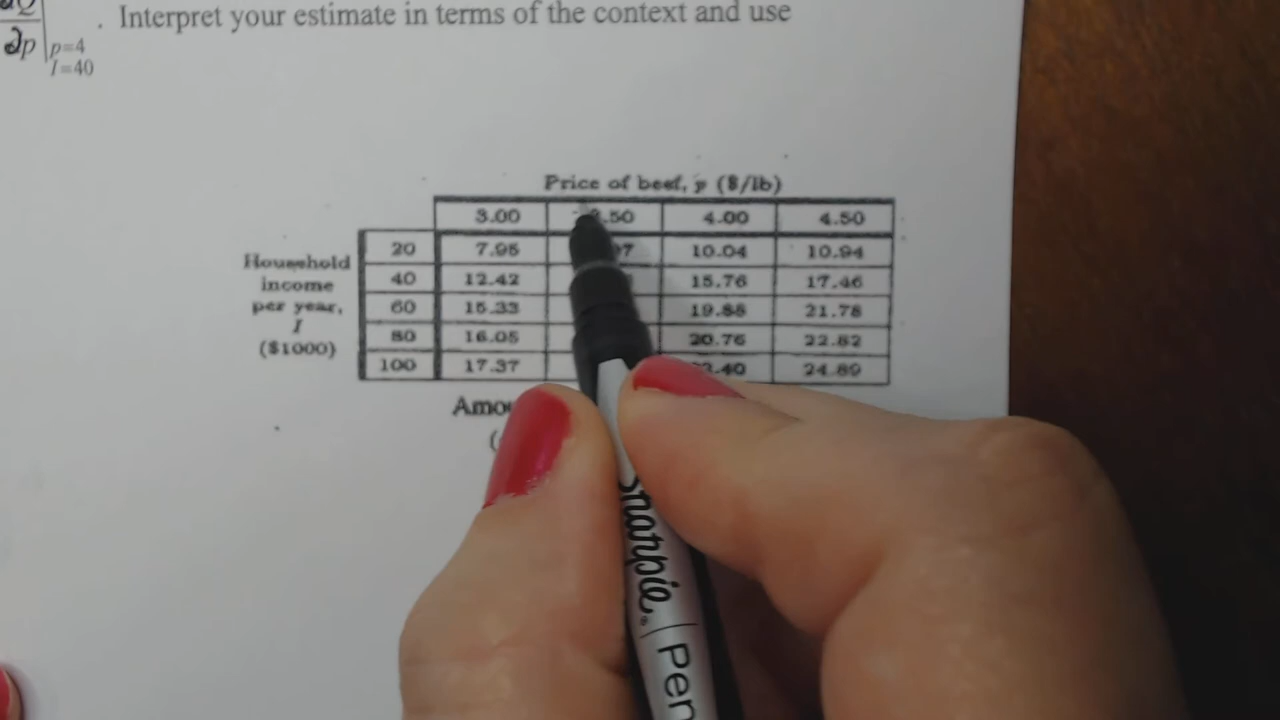 ∂p | p=4 . Interpret your estimate in terms of the context and use
I=40
Price of beef, p ($/lb)
3.00 .50 4.00 4.50
Household income per year, I ($1000)
20 7.95 10.04 10.94
40 12.42 15.76 17.46
60 15.33 19.88 21.78
80 16.05 20.76 22.82
100 17.37 .40 24.89
Sharpie. | Pen